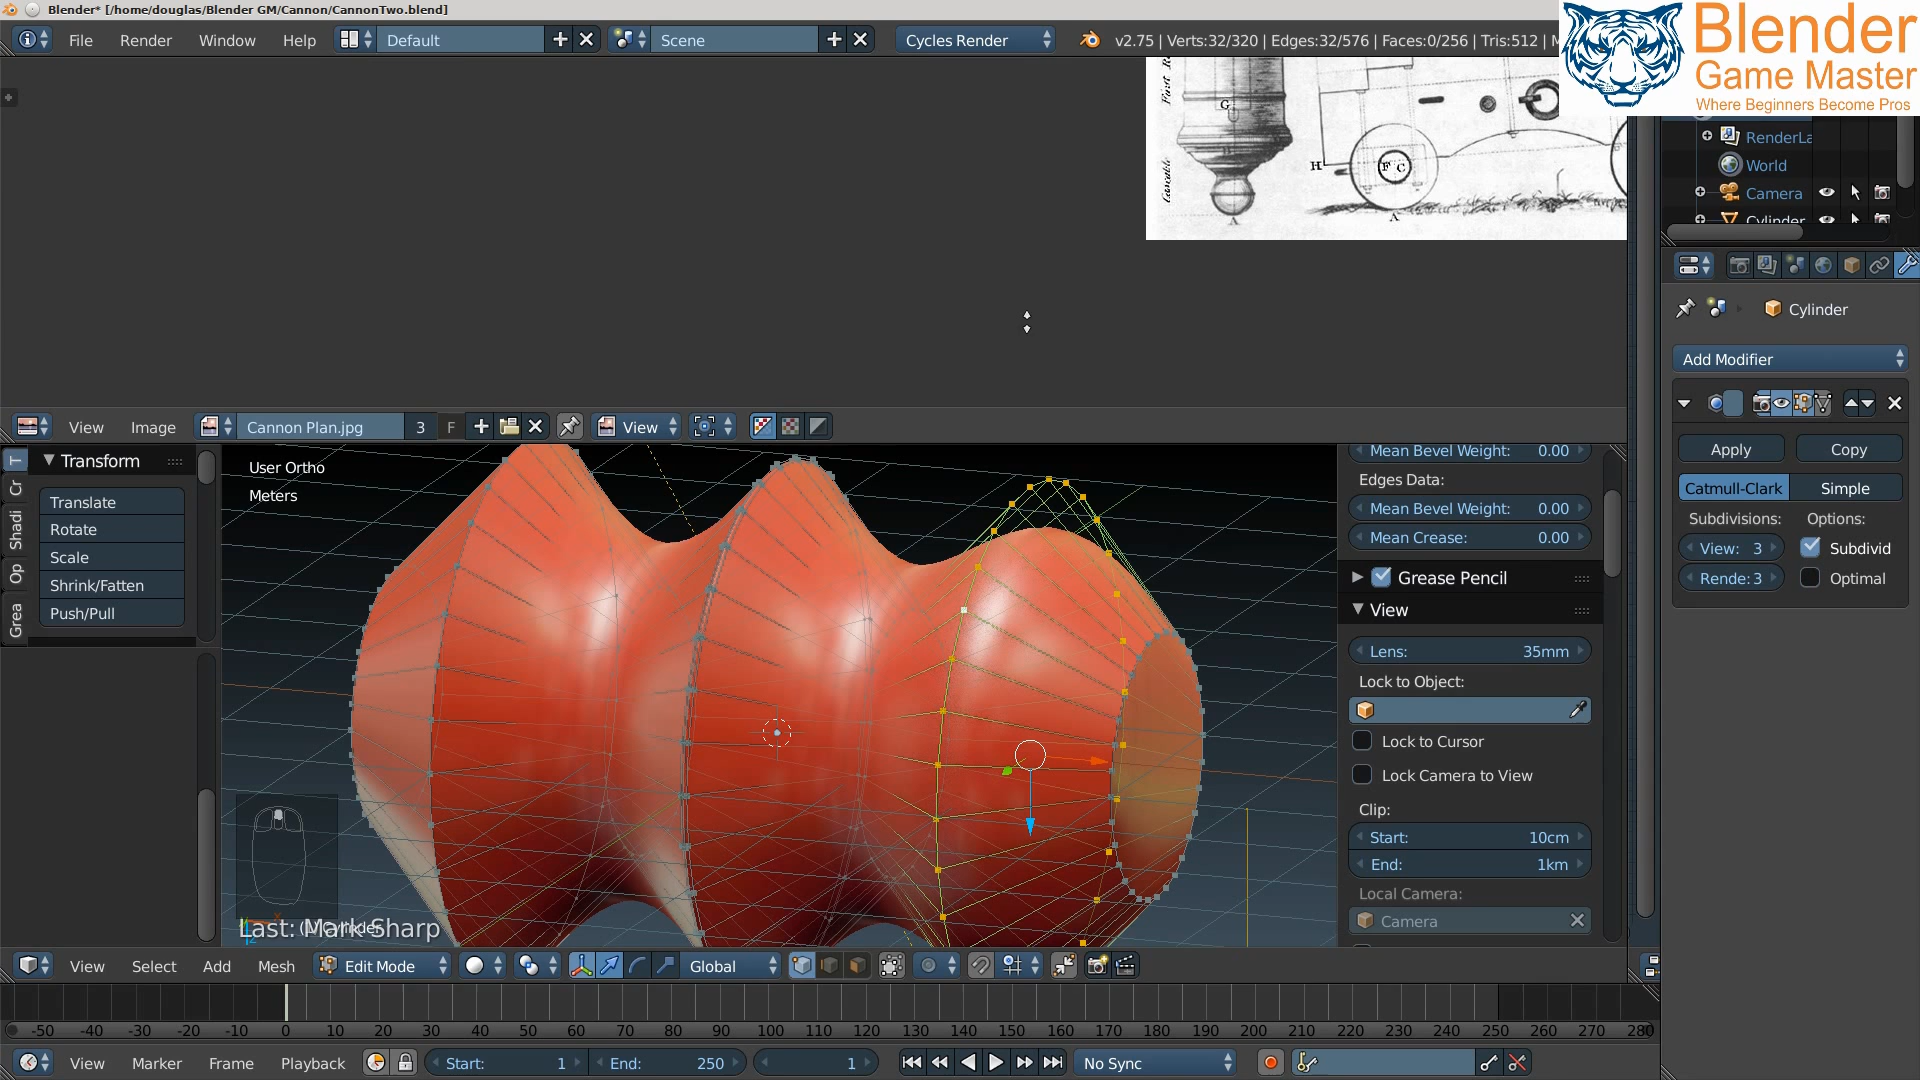 Blender* [/home/douglas/Blender GM/Cannon/CannonTwo.blend]
File Render Window Help Default Scene Cycles Render v2.75 | Verts:32/320 | Edges:32/576 | Faces:0/256 | Tris:512 | M
Blender
Game Master
Where Beginners Become Pros
G
H
F C
A
A
RenderLa
World
Camera
Cylinder
Cylinder
Add Modifier
Apply Copy
Catmull-Clark Simple
Subdivisions: Options:
View: 3 Subdivid
Rende: 3 Optimal
View Image Cannon Plan.jpg 3 F View
T
Cr
Shadi
Op
Grea
Transform
Translate
Rotate
Scale
Shrink/Fatten
Push/Pull
User Ortho
Meters
Last: Mark Sharp
Mean Bevel Weight: 0.00
Edges Data:
Mean Bevel Weight: 0.00
Mean Crease: 0.00
Grease Pencil
View
Lens: 35mm
Lock to Object:
Lock to Cursor
Lock Camera to View
Clip:
Start: 10cm
End: 1km
Local Camera:
Camera
View Select Add Mesh Edit Mode Global
-50 -40 -30 -20 -10 0 10 20 30 40 50 60 70 80 90 100 110 120 130 140 150 160 170 180 190 200 210 220 230 240 250 260 270 280
View Marker Frame Playback Start: 1 End: 250 1 No Sync